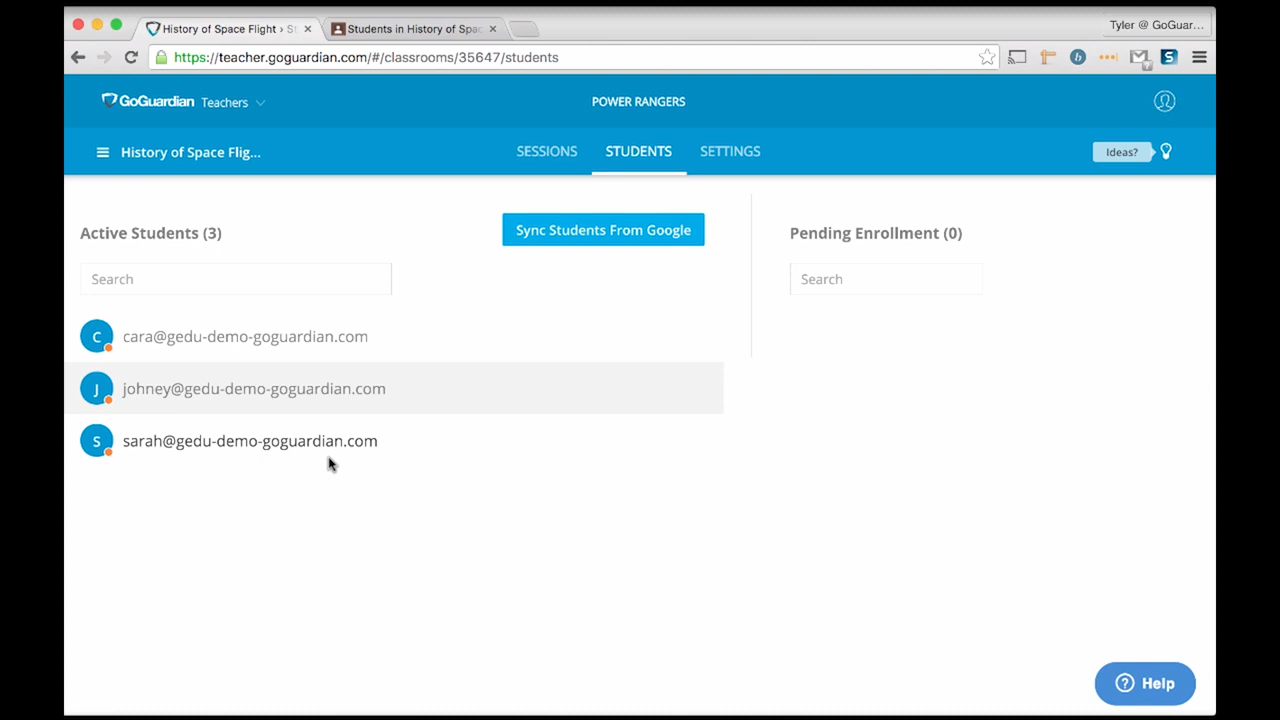 History of Space Flight › St
Students in History of Spac
Tyler @ GoGuar...
https://teacher.goguardian.com/#/classrooms/35647/students
GoGuardian Teachers
POWER RANGERS
History of Space Flig...
SESSIONS
STUDENTS
SETTINGS
Ideas?
Active Students (3)
Sync Students From Google
Pending Enrollment (0)
Search
Search
C
cara@gedu-demo-goguardian.com
J
johney@gedu-demo-goguardian.com
S
sarah@gedu-demo-goguardian.com
? Help